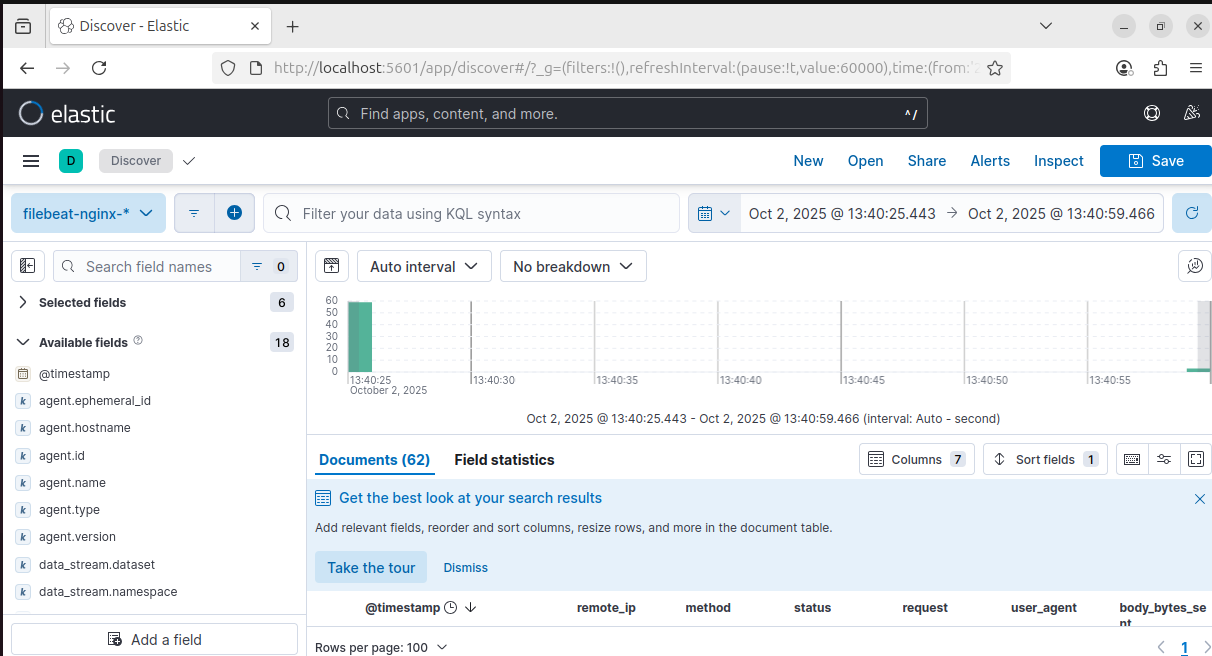 Discover - Elastic
http://localhost:5601/app/discover#/?_g=(filters:!(),refreshInterval:(pause:!t,value:60000),time:(from:'2
elastic
Find apps, content, and more.
^/
D
Discover
New
Open
Share
Alerts
Inspect
Save
filebeat-nginx-*
Filter your data using KQL syntax
Oct 2, 2025 @ 13:40:25.443 → Oct 2, 2025 @ 13:40:59.466
Search field names
0
Selected fields 6
Available fields 18
@timestamp
k agent.ephemeral_id
k agent.hostname
k agent.id
k agent.name
k agent.type
k agent.version
k data_stream.dataset
k data_stream.namespace
Add a field
Auto interval
No breakdown
60
50
40
30
20
10
0
13:40:25 13:40:30 13:40:35 13:40:40 13:40:45 13:40:50 13:40:55
October 2, 2025
Oct 2, 2025 @ 13:40:25.443 - Oct 2, 2025 @ 13:40:59.466 (interval: Auto - second)
Documents (62)
Field statistics
Columns 7
Sort fields 1
Get the best look at your search results
Add relevant fields, reorder and sort columns, resize rows, and more in the document table.
Take the tour
Dismiss
@timestamp remote_ip method status request user_agent body_bytes_se
nt
Rows per page: 100
1